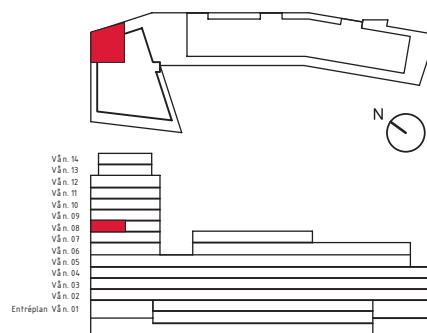 N
Vån. 14
Vån. 13
Vån. 12
Vån. 11
Vån. 10
Vån. 09
Vån. 08
Vån. 07
Vån. 06
Vån. 05
Vån. 04
Vån. 03
Vån. 02
Entréplan Vån. 01